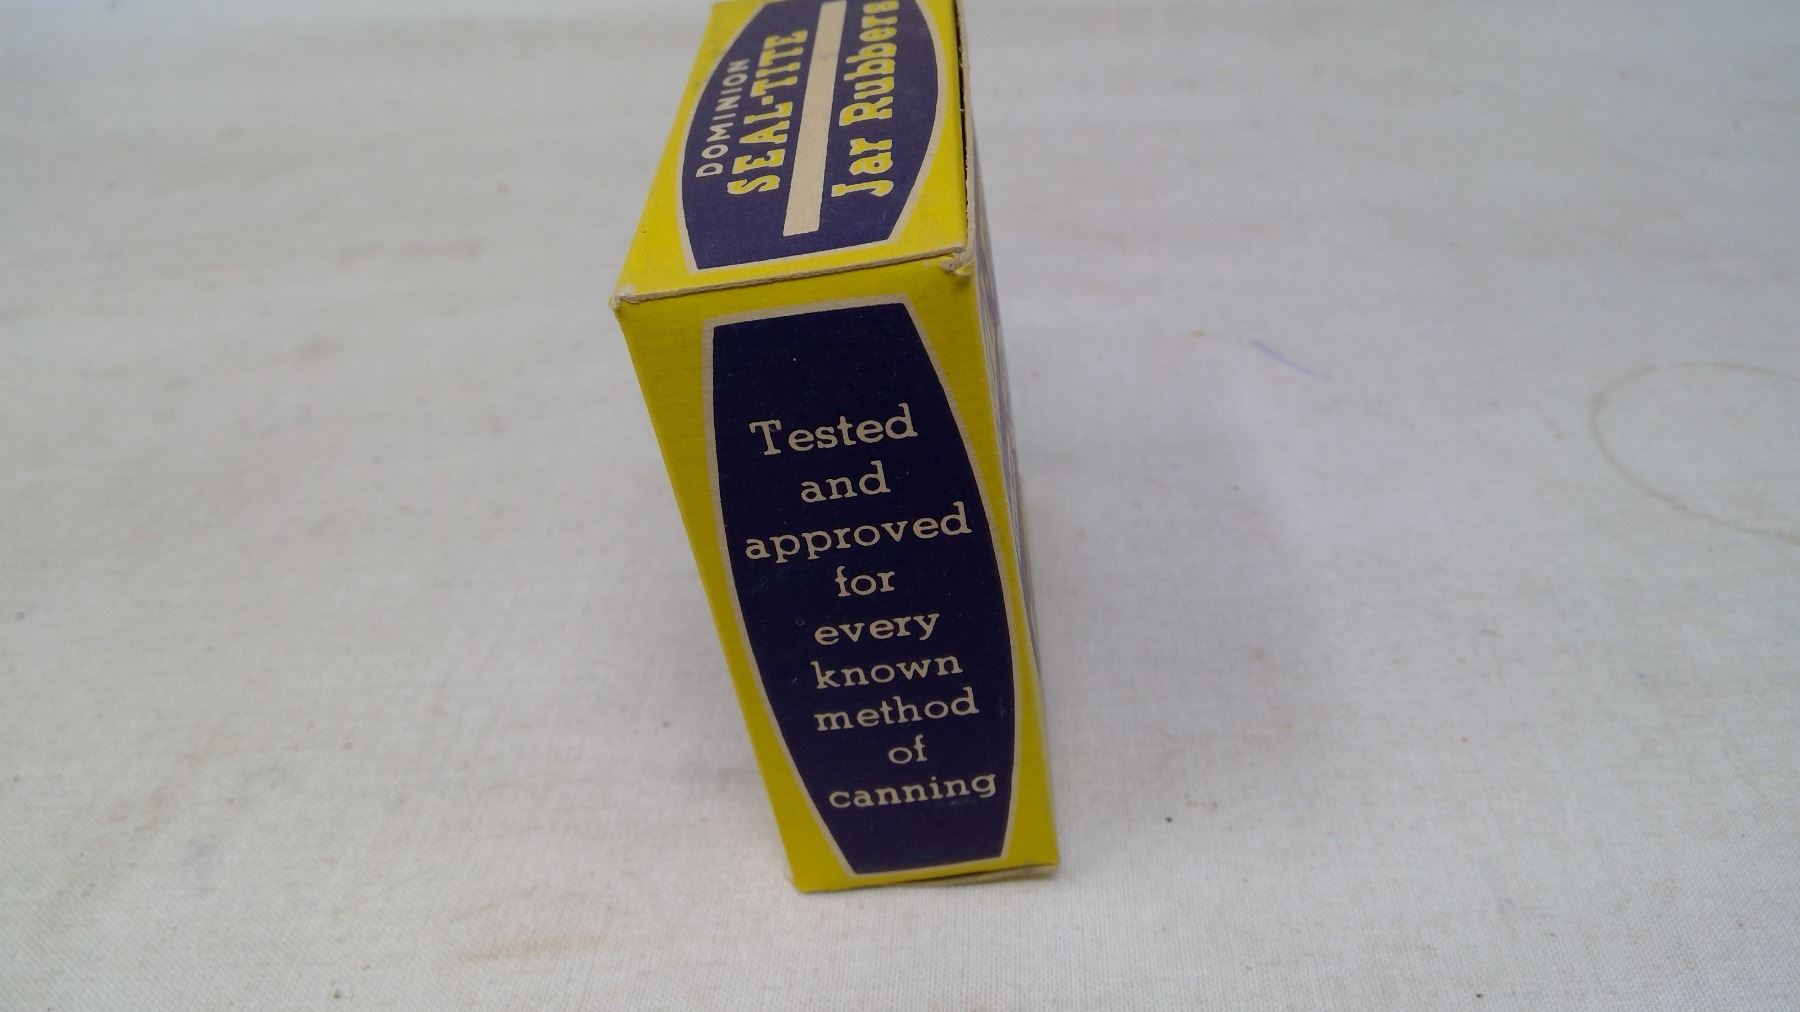 DOMINION
SEAL-TITE
Jar Rubbers
Tested
and
approved
for
every
known
method
of
canning